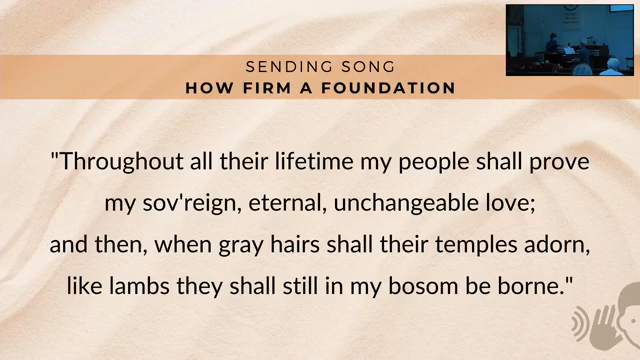 SENDING SONG
HOW FIRM A FOUNDATION
"Throughout all their lifetime my people shall prove
my sov'reign, eternal, unchangeable love;
and then, when gray hairs shall their temples adorn,
like lambs they shall still in my bosom be borne."